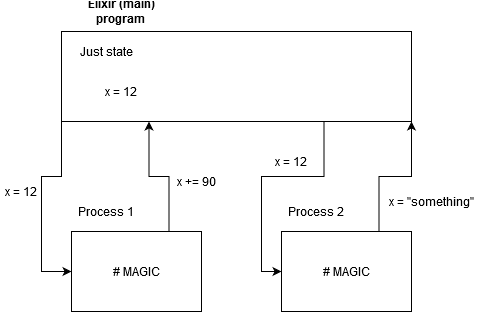 Elixir (main)
program
Just state
x = 12
x = 12
x += 90
x = 12
x = "something"
Process 1
Process 2
# MAGIC
# MAGIC